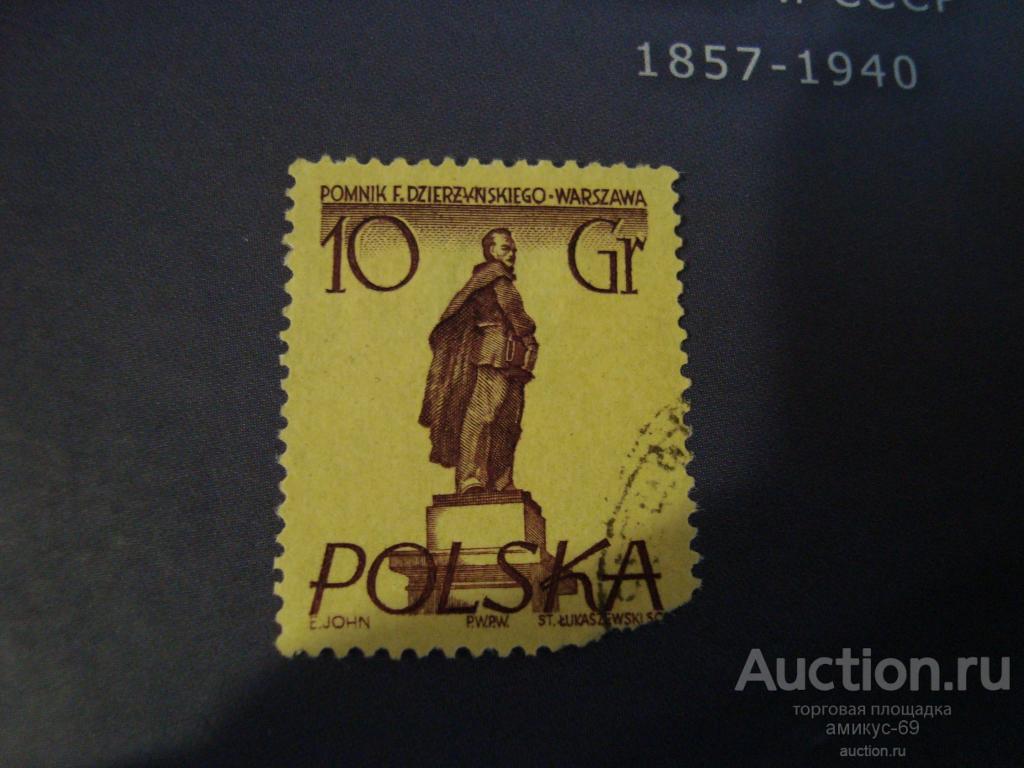 СССР
1857-1940
POMNIK F. DZIERŻYŃSKIEGO-WARSZAWA
10 Gr
POLSKA
E.JOHN P.W.P.W. ST. ŁUKASZEWSKI SC
Auction.ru
торговая площадка
амикус-69
auction.ru